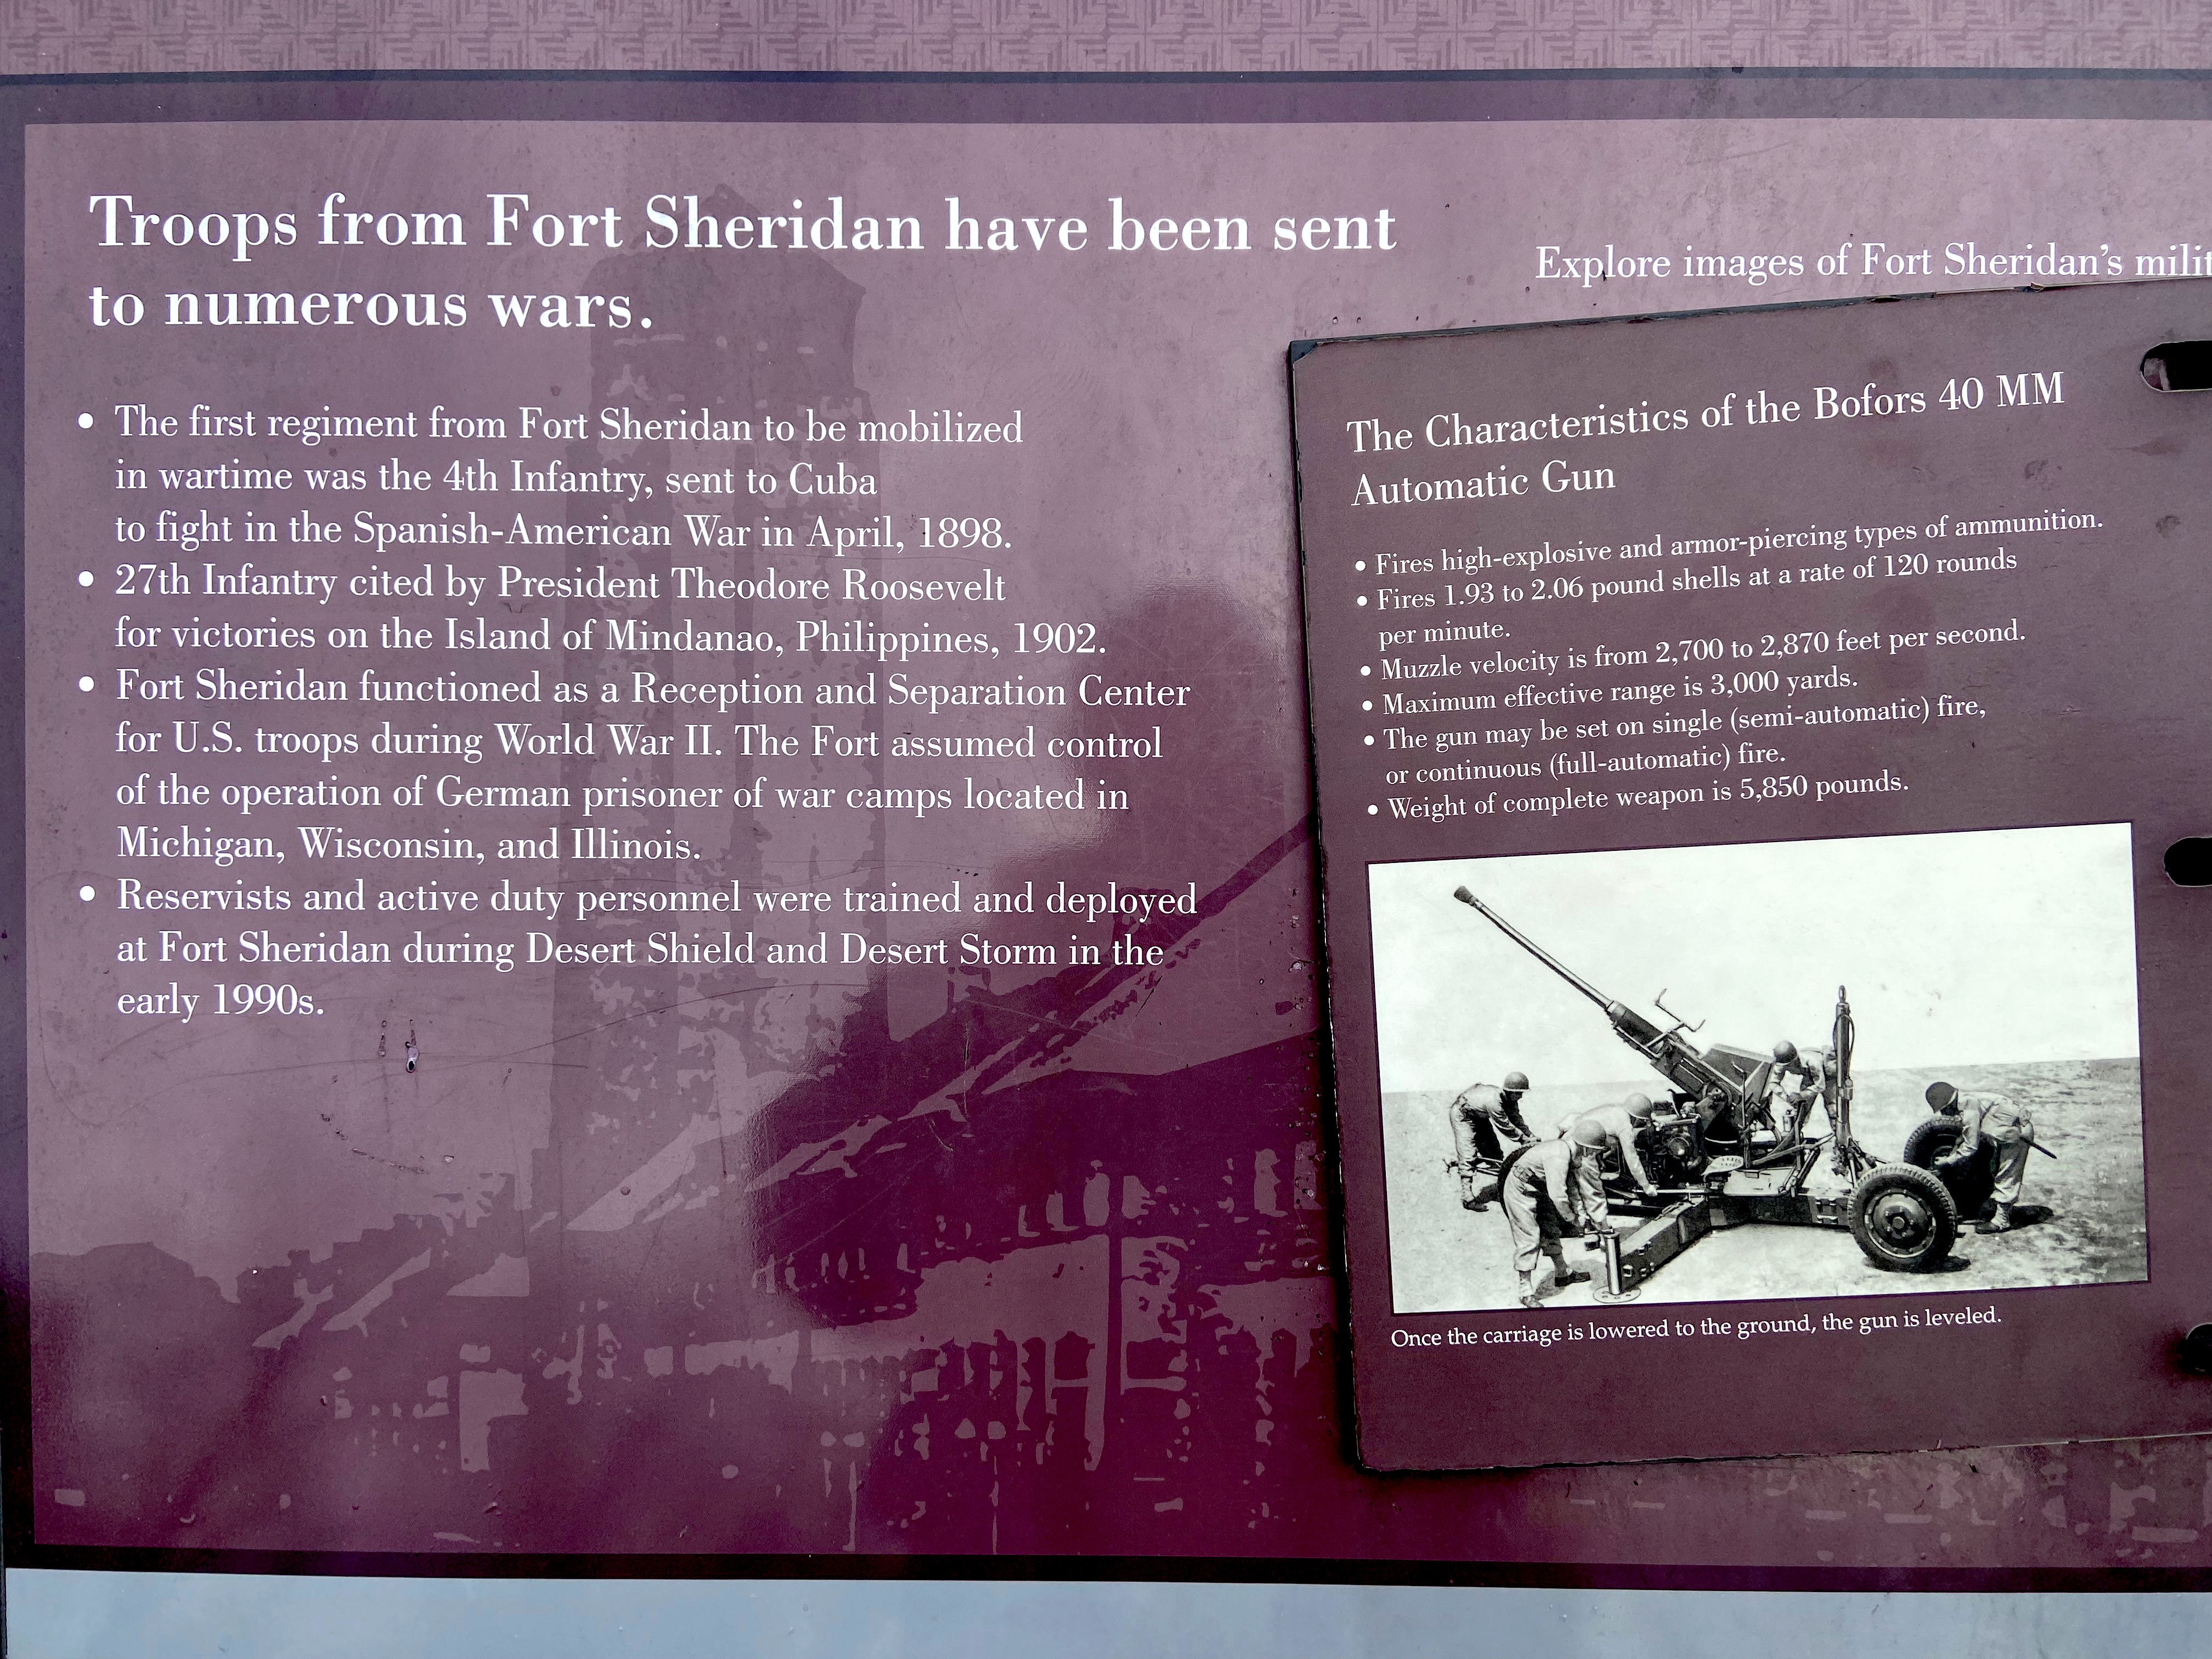 Troops from Fort Sheridan have been sent
to numerous wars.
• The first regiment from Fort Sheridan to be mobilized
in wartime was the 4th Infantry, sent to Cuba
to fight in the Spanish-American War in April, 1898.
• 27th Infantry cited by President Theodore Roosevelt
for victories on the Island of Mindanao, Philippines, 1902.
• Fort Sheridan functioned as a Reception and Separation Center
for U.S. troops during World War II. The Fort assumed control
of the operation of German prisoner of war camps located in
Michigan, Wisconsin, and Illinois.
• Reservists and active duty personnel were trained and deployed
at Fort Sheridan during Desert Shield and Desert Storm in the
early 1990s.
Explore images of Fort Sheridan's
The Characteristics of the Bofors 40 MM
Automatic Gun
• Fires high-explosive and armor-piercing types of ammunition.
• Fires 1.93 to 2.06 pound shells at a rate of 120 rounds
per minute.
• Muzzle velocity is from 2,700 to 2,870 feet per second.
• Maximum effective range is 3,000 yards.
• The gun may be set on single (semi-automatic) fire,
or continuous (full-automatic) fire.
• Weight of complete weapon is 5,850 pounds.
Once the carriage is lowered to the ground, the gun is leveled.